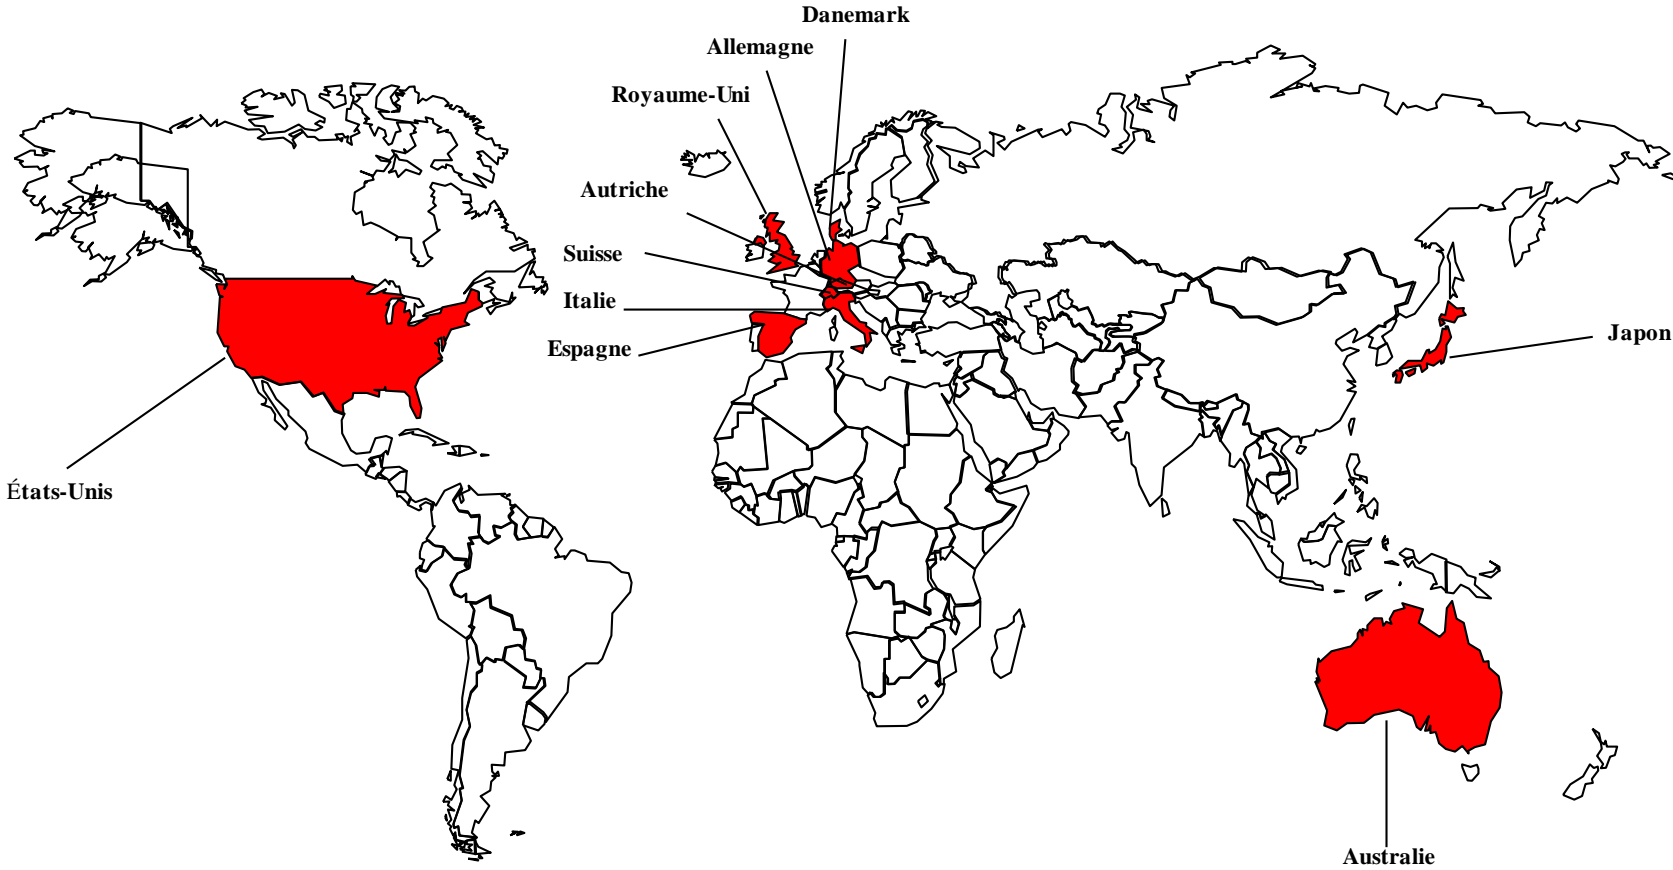 Danemark
Allemagne
Royaume-Uni
Autriche
Suisse
Italie
Espagne
Japon
États-Unis
Australie